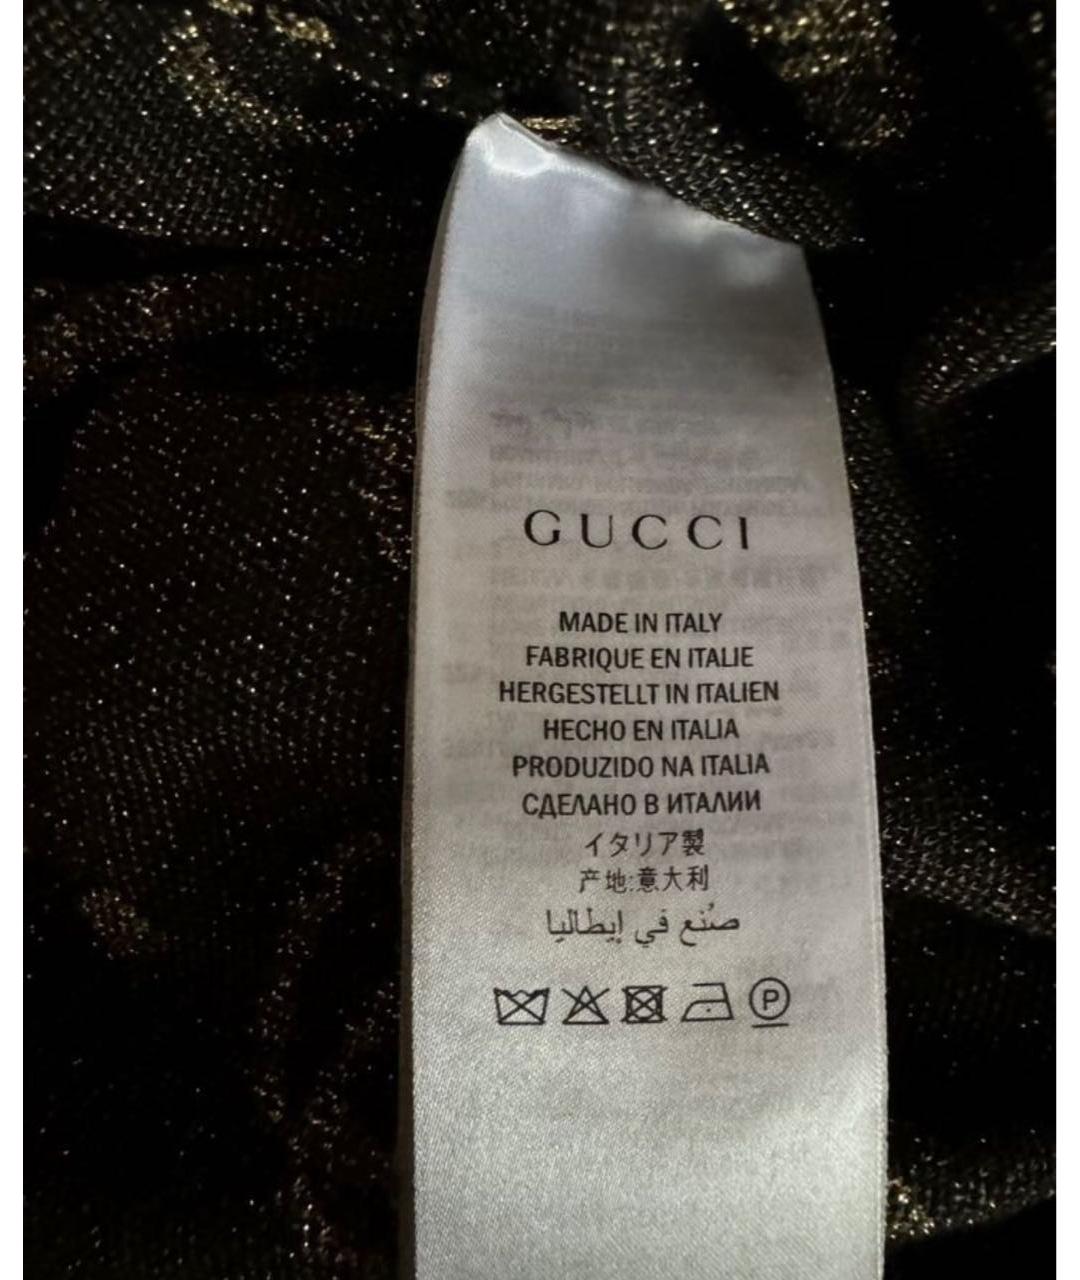 GUCCI
MADE IN ITALY
FABRIQUE EN ITALIE
HERGESTELLT IN ITALIEN
HECHO EN ITALIA
PRODUZIDO NA ITALIA
СДЕЛАНО В ИТАЛИИ
イタリア製
产地:意大利
صُنع في إيطاليا
P